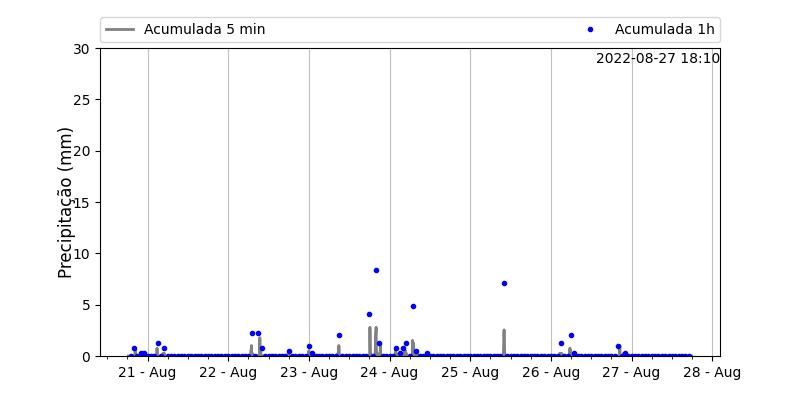 Acumulada 5 min
Acumulada 1h
2022-08-27 18:10
Precipitação (mm)
30
25
20
15
10
5
0
21 - Aug
22 - Aug
23 - Aug
24 - Aug
25 - Aug
26 - Aug
27 - Aug
28 - Aug